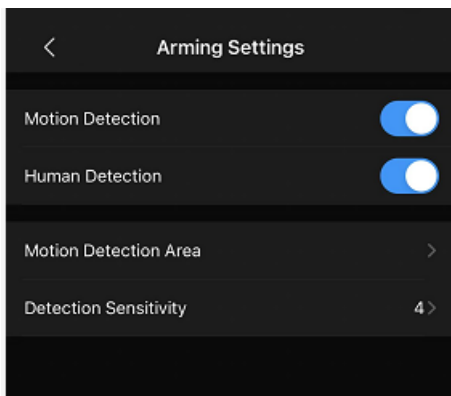 Arming Settings
Motion Detection
Human Detection
Motion Detection Area
Detection Sensitivity 4